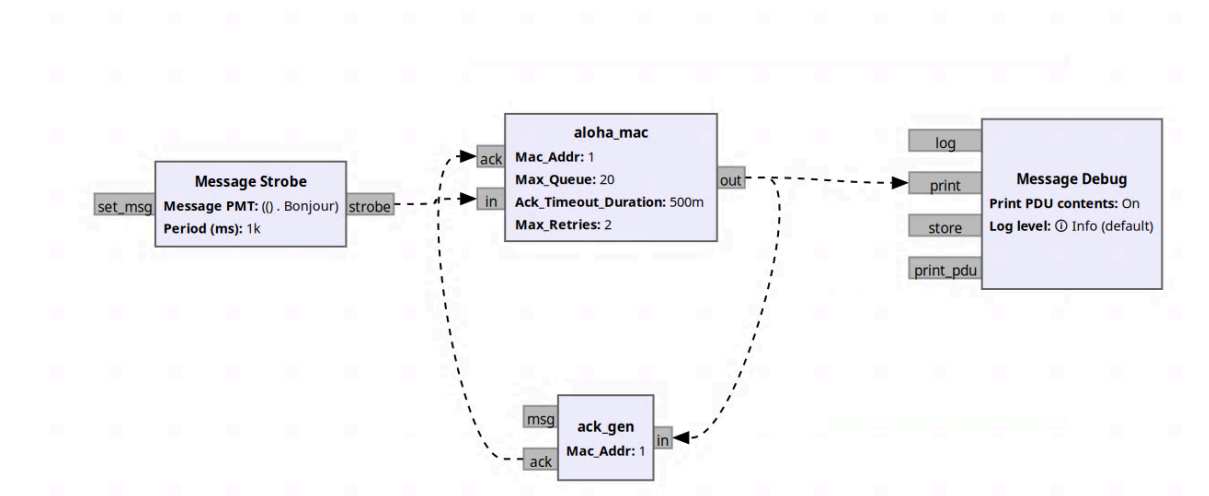 Message Strobe
set_msg
Message PMT: (() . Bonjour)
strobe
Period (ms): 1k
aloha_mac
ack
Mac_Addr: 1
Max_Queue: 20
out
in
Ack_Timeout_Duration: 500m
Max_Retries: 2
log
print
Message Debug
Print PDU contents: On
store
Log level: ⓘ Info (default)
print_pdu
msg
ack_gen
in
Mac_Addr: 1
ack